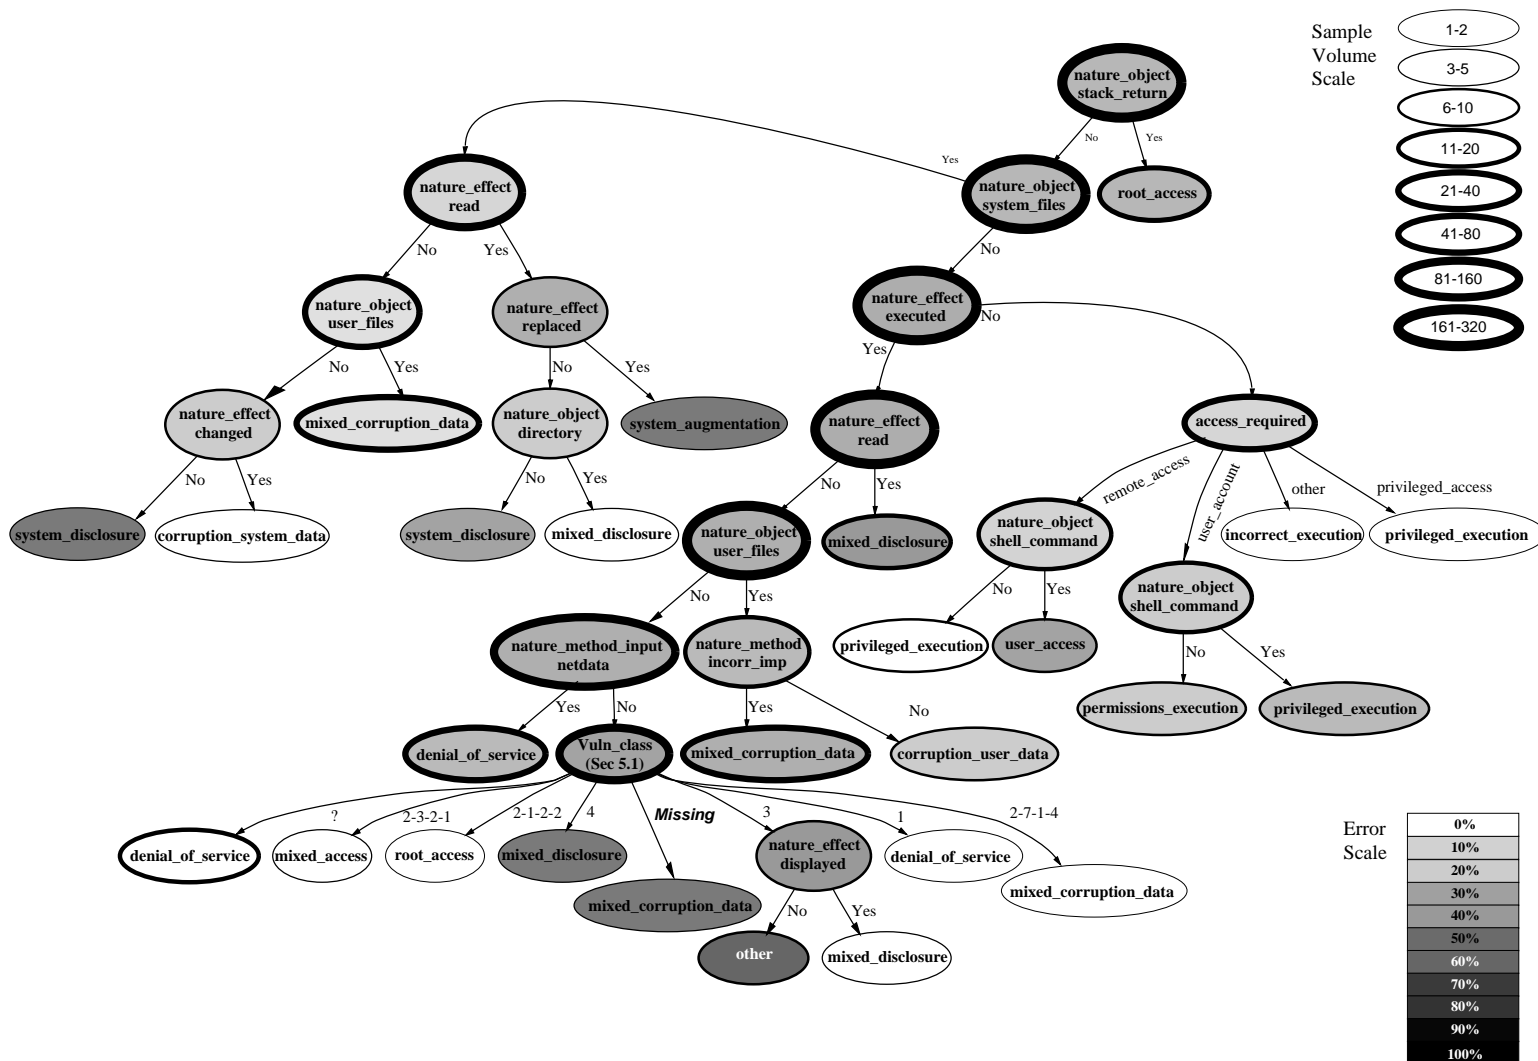 Sample
Volume
Scale
1-2
3-5
6-10
11-20
21-40
41-80
81-160
161-320
nature_object
stack_return
No
Yes
Yes
nature_effect
read
nature_object
system_files
root_access
No
Yes
No
nature_object
user_files
nature_effect
replaced
nature_effect
executed
No
Yes
No
Yes
No
Yes
nature_effect
changed
mixed_corruption_data
nature_object
directory
system_augmentation
nature_effect
read
access_required
No
Yes
No
Yes
No
Yes
remote_access
user_account
other
privileged_access
system_disclosure
corruption_system_data
system_disclosure
mixed_disclosure
nature_object
user_files
mixed_disclosure
nature_object
shell_command
incorrect_execution
privileged_execution
No
Yes
No
Yes
nature_object
shell_command
nature_method_input
netdata
nature_method
incorr_imp
privileged_execution
user_access
No
Yes
Yes
No
Yes
No
permissions_execution
privileged_execution
denial_of_service
Vuln_class
(Sec 5.1)
mixed_corruption_data
corruption_user_data
?
2-3-2-1
2-1-2-2
4
Missing
3
1
2-7-1-4
denial_of_service
mixed_access
root_access
mixed_disclosure
nature_effect
displayed
denial_of_service
mixed_corruption_data
mixed_corruption_data
No
Yes
other
mixed_disclosure
Error
Scale
0%
10%
20%
30%
40%
50%
60%
70%
80%
90%
100%